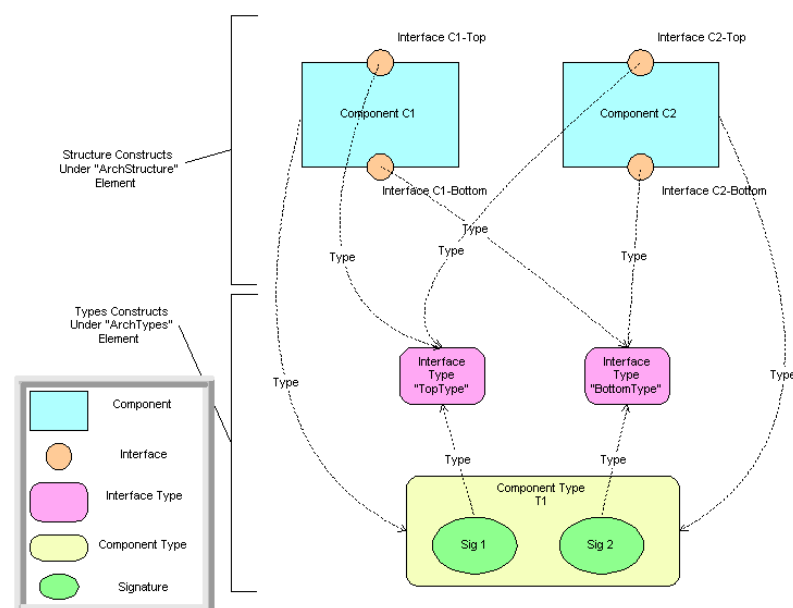 Interface C1-Top
Interface C2-Top
Component C1
Component C2
Structure Constructs
Under "ArchStructure"
Element
Interface C1-Bottom
Interface C2-Bottom
Type
Type
Type
Type
Types Constructs
Under "ArchTypes"
Element
Interface
Type
"TopType"
Interface
Type
"BottomType"
Type
Type
Component
Interface
Interface Type
Component Type
Signature
Type
Type
Component Type
T1
Sig 1
Sig 2